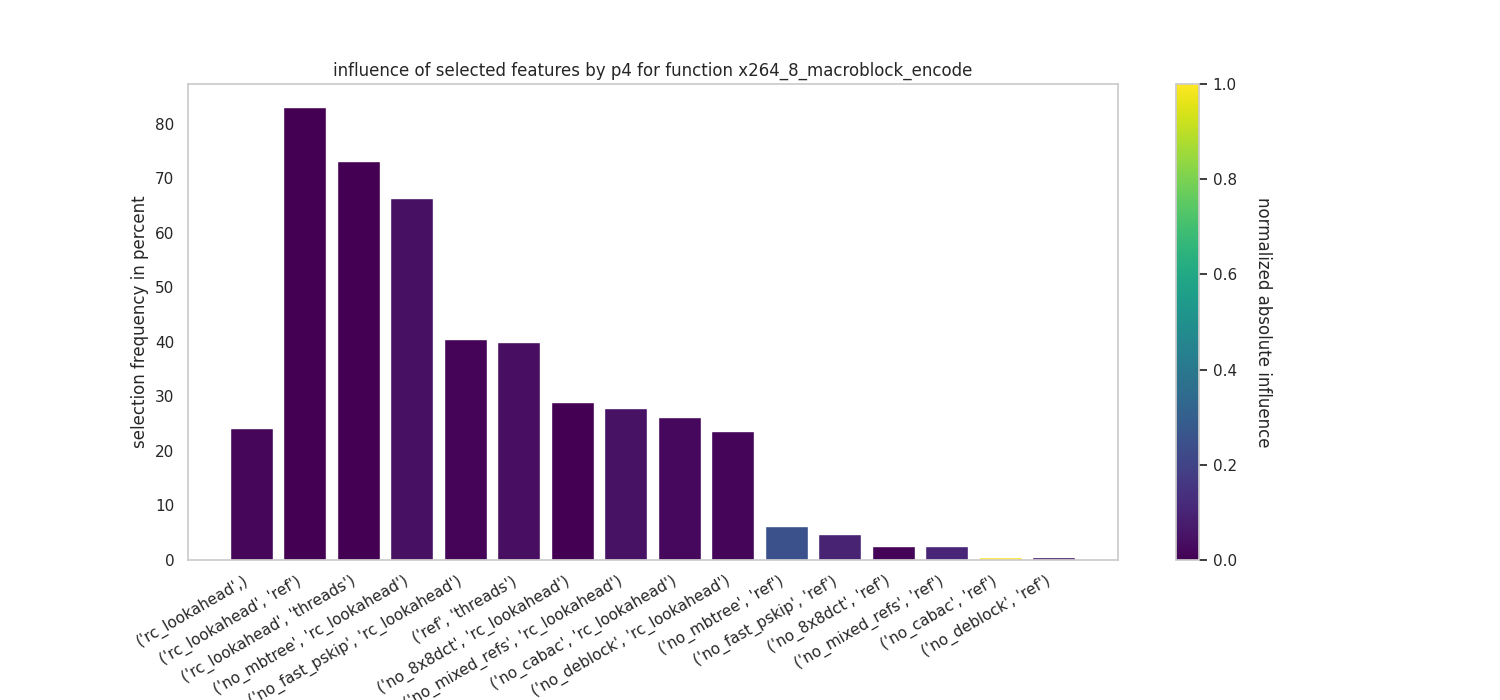 influence of selected features by p4 for function x264_8_macroblock_encode
selection frequency in percent
80
70
60
50
40
30
20
10
0
('rc_lookahead',)
('rc_lookahead', 'ref')
('rc_lookahead', 'threads')
('no_mbtree', 'rc_lookahead')
('no_fast_pskip', 'rc_lookahead')
('ref', 'threads')
('no_8x8dct', 'rc_lookahead')
('no_mixed_refs', 'rc_lookahead')
('no_cabac', 'rc_lookahead')
('no_deblock', 'rc_lookahead')
('no_mbtree', 'ref')
('no_fast_pskip', 'ref')
('no_8x8dct', 'ref')
('no_mixed_refs', 'ref')
('no_cabac', 'ref')
('no_deblock', 'ref')
1.0
0.8
0.6
0.4
0.2
0.0
normalized absolute influence